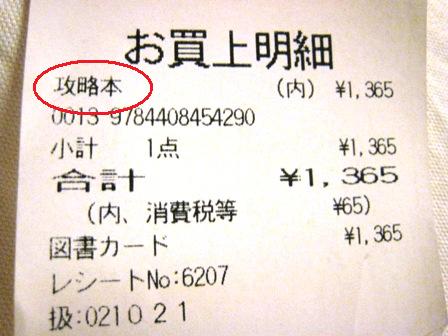 お買上明細
攻略本 (内) ¥1,365
0013 9784408454290
小計 1点 ¥1,365
合計 ¥1,365
(内、消費税等 ¥65)
図書カード ¥1,365
レシートNo:6207
扱:021021